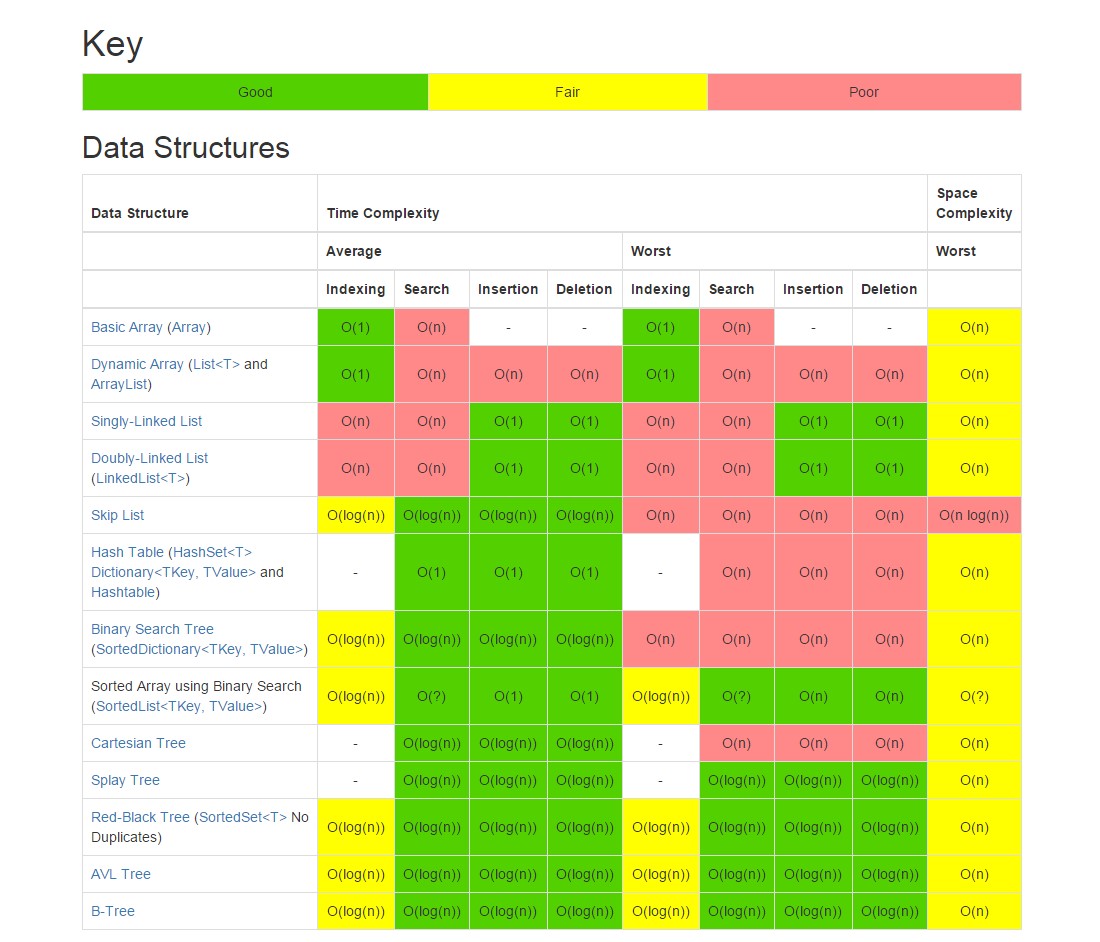 Key
Good Fair Poor
Data Structures
Data Structure Time Complexity Space
Complexity
Average Worst Worst
Indexing Search Insertion Deletion Indexing Search Insertion Deletion
Basic Array (Array) O(1) O(n) - - O(1) O(n) - - O(n)
Dynamic Array (List<T> and
ArrayList) O(1) O(n) O(n) O(n) O(1) O(n) O(n) O(n) O(n)
Singly-Linked List O(n) O(n) O(1) O(1) O(n) O(n) O(1) O(1) O(n)
Doubly-Linked List
(LinkedList<T>) O(n) O(n) O(1) O(1) O(n) O(n) O(1) O(1) O(n)
Skip List O(log(n)) O(log(n)) O(log(n)) O(log(n)) O(n) O(n) O(n) O(n) O(n log(n))
Hash Table (HashSet<T>
Dictionary<TKey, TValue> and - O(1) O(1) O(1) - O(n) O(n) O(n) O(n)
Hashtable)
Binary Search Tree
(SortedDictionary<TKey, TValue>) O(log(n)) O(log(n)) O(log(n)) O(log(n)) O(n) O(n) O(n) O(n) O(n)
Sorted Array using Binary Search
(SortedList<TKey, TValue>) O(log(n)) O(?) O(1) O(1) O(log(n)) O(?) O(n) O(n) O(?)
Cartesian Tree - O(log(n)) O(log(n)) O(log(n)) - O(n) O(n) O(n) O(n)
Splay Tree - O(log(n)) O(log(n)) O(log(n)) - O(log(n)) O(log(n)) O(log(n)) O(n)
Red-Black Tree (SortedSet<T> No
Duplicates) O(log(n)) O(log(n)) O(log(n)) O(log(n)) O(log(n)) O(log(n)) O(log(n)) O(log(n)) O(n)
AVL Tree O(log(n)) O(log(n)) O(log(n)) O(log(n)) O(log(n)) O(log(n)) O(log(n)) O(log(n)) O(n)
B-Tree O(log(n)) O(log(n)) O(log(n)) O(log(n)) O(log(n)) O(log(n)) O(log(n)) O(log(n)) O(n)